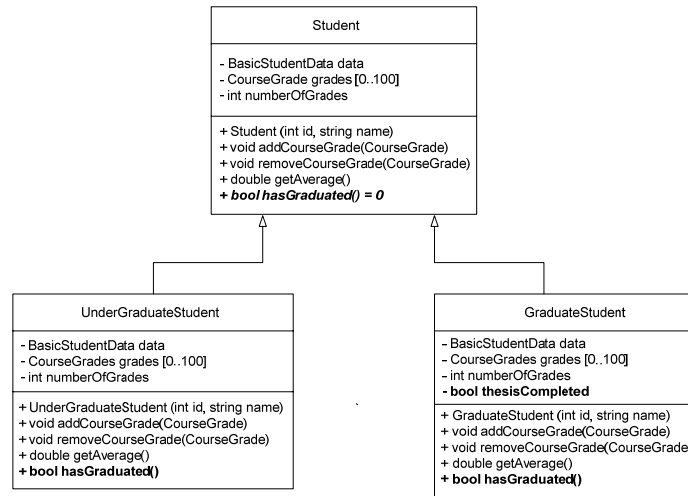 Student
- BasicStudentData data
- CourseGrade grades [0..100]
- int numberOfGrades
+ Student (int id, string name)
+ void addCourseGrade(CourseGrade)
+ void removeCourseGrade(CourseGrade)
+ double getAverage()
+ bool hasGraduated() = 0
UnderGraduateStudent
- BasicStudentData data
- CourseGrades grades [0..100]
- int numberOfGrades
+ UnderGraduateStudent (int id, string name)
+ void addCourseGrade(CourseGrade)
+ void removeCourseGrade(CourseGrade)
+ double getAverage()
+ bool hasGraduated()
GraduateStudent
- BasicStudentData data
- CourseGrades grades [0..100]
- int numberOfGrades
- bool thesisCompleted
+ GraduateStudent (int id, string name)
+ void addCourseGrade(CourseGrade)
+ void removeCourseGrade(CourseGrade
+ double getAverage()
+ bool hasGraduated()